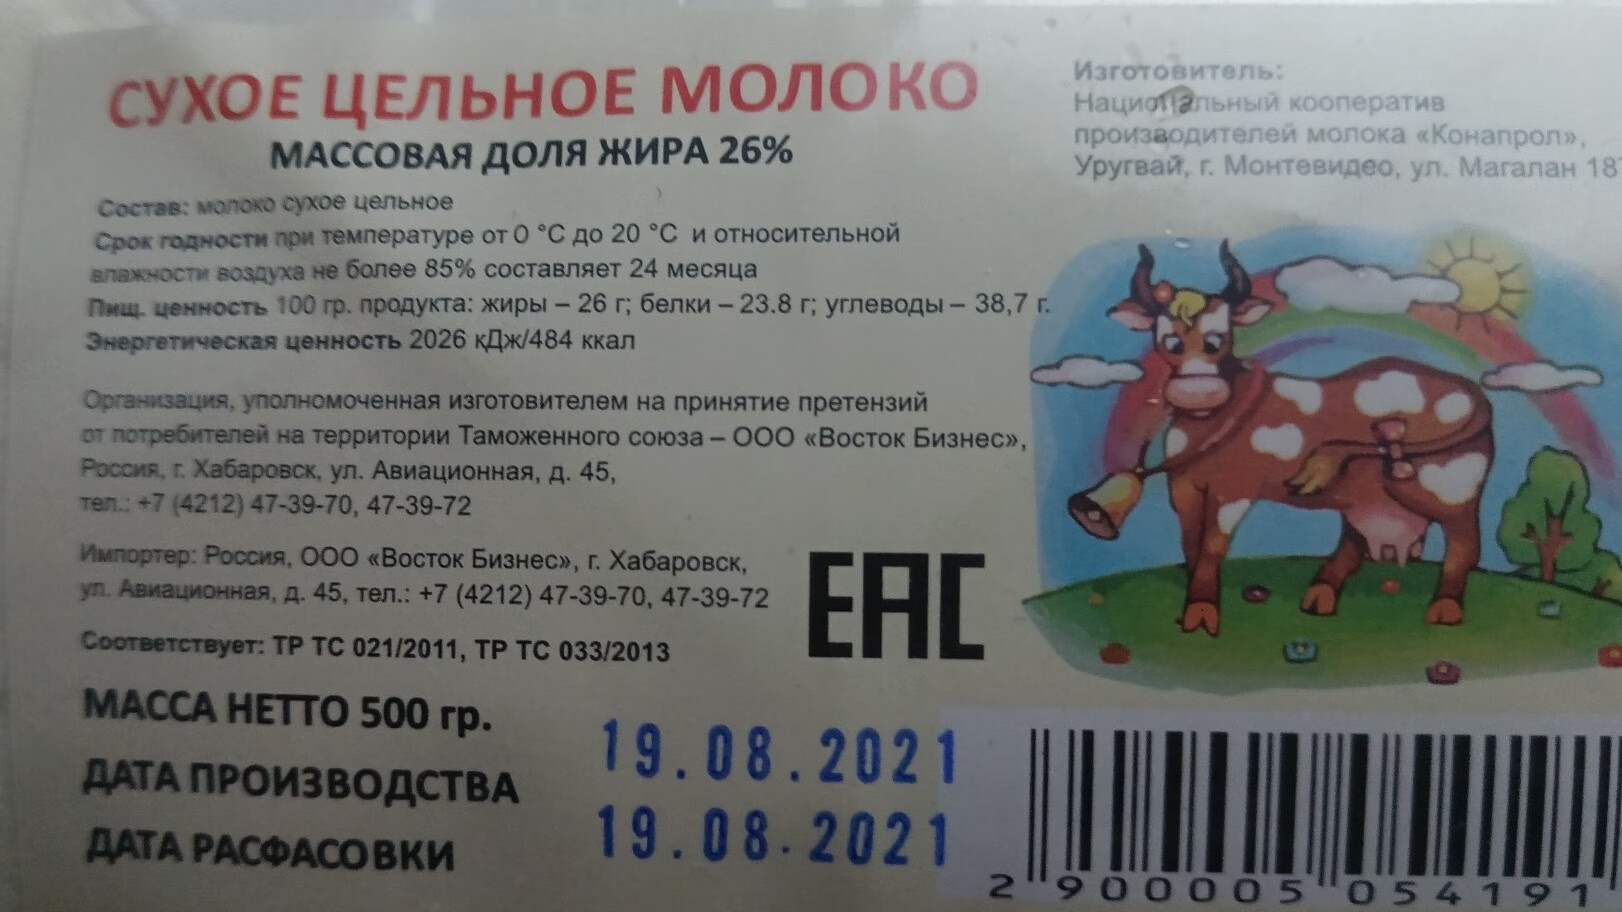 СУХОЕ ЦЕЛЬНОЕ МОЛОКО
МАССОВАЯ ДОЛЯ ЖИРА 26%
Состав: молоко сухое цельное
Срок годности при температуре от 0 °С до 20 °С и относительной
влажности воздуха не более 85% составляет 24 месяца
Пищ. ценность 100 гр. продукта: жиры – 26 г; белки – 23.8 г; углеводы – 38,7 г.
Энергетическая ценность 2026 кДж/484 ккал
Организация, уполномоченная изготовителем на принятие претензий
от потребителей на территории Таможенного союза – ООО «Восток Бизнес»,
Россия, г. Хабаровск, ул. Авиационная, д. 45,
тел.: +7 (4212) 47-39-70, 47-39-72
Импортер: Россия, ООО «Восток Бизнес», г. Хабаровск,
ул. Авиационная, д. 45, тел.: +7 (4212) 47-39-70, 47-39-72
Соответствует: ТР ТС 021/2011, ТР ТС 033/2013
EAC
МАССА НЕТТО 500 гр.
ДАТА ПРОИЗВОДСТВА 19.08.2021
ДАТА РАСФАСОВКИ 19.08.2021
Изготовитель:
Национальный кооператив
производителей молока «Конапрол»,
Уругвай, г. Монтевидео, ул. Магалан
2 900005 054191